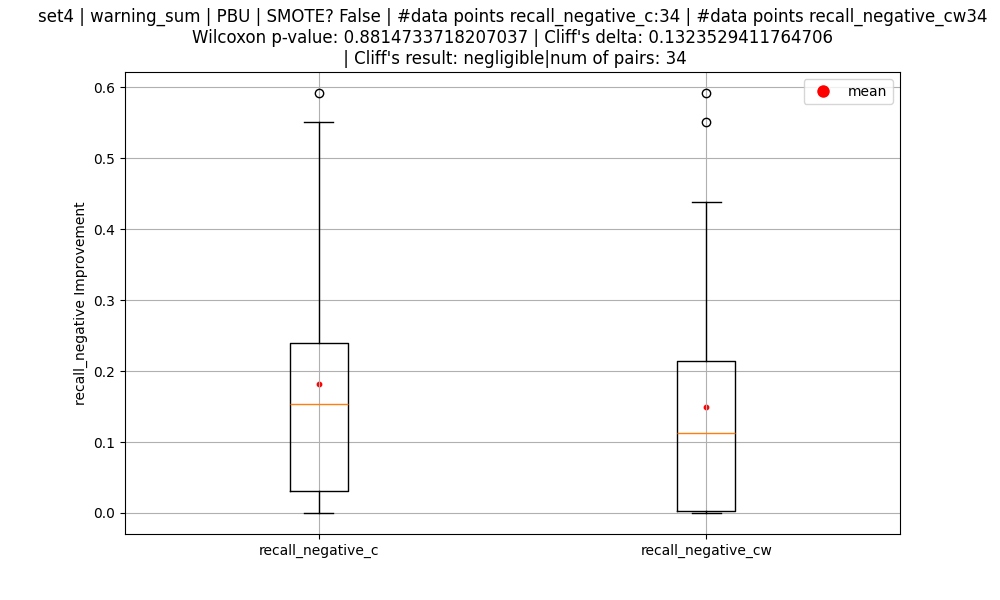 set4 | warning_sum | PBU | SMOTE? False | #data points recall_negative_c:34 | #data points recall_negative_cw34
Wilcoxon p-value: 0.8814733718207037 | Cliff's delta: 0.1323529411764706
| Cliff's result: negligible|num of pairs: 34
mean
0.6
0.5
0.4
0.3
0.2
0.1
0.0
recall_negative Improvement
recall_negative_c
recall_negative_cw